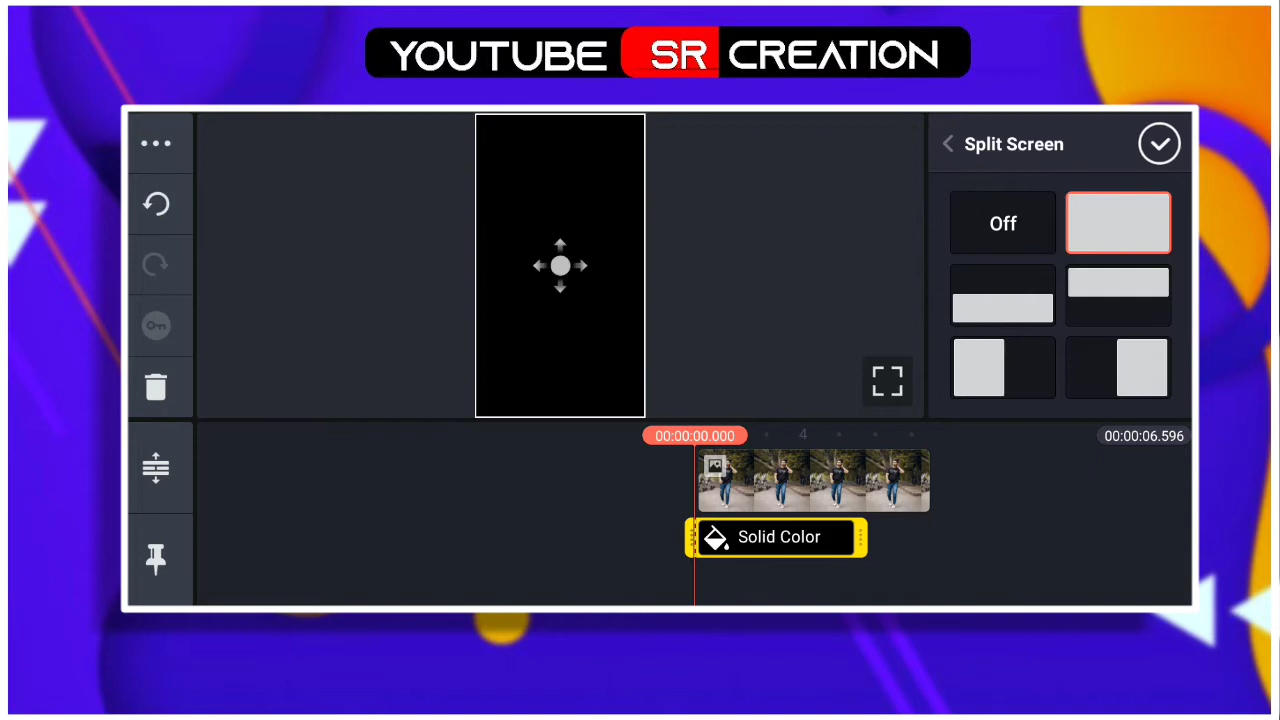 YOUTUBE SR CREATION
Split Screen
Off
00:00:00.000
4
00:00:06.596
Solid Color